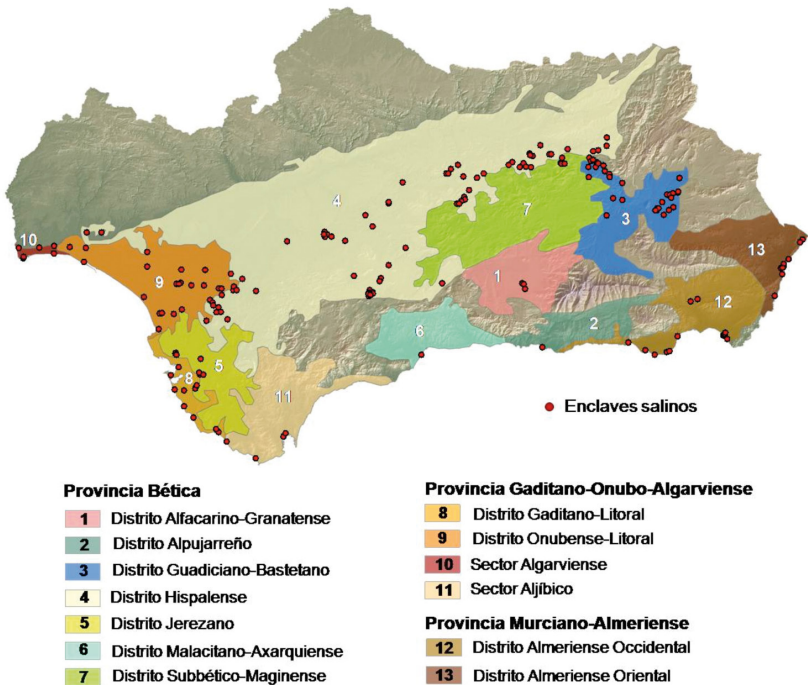 4
7
3
10
13
9
1
12
2
6
5
8
11
Enclaves salinos
Provincia Bética
1 Distrito Alfacarino-Granatense
2 Distrito Alpujarreño
3 Distrito Guadiciano-Bastetano
4 Distrito Hispalense
5 Distrito Jerezano
6 Distrito Malacitano-Axarquiense
7 Distrito Subbético-Maginense
Provincia Gaditano-Onubo-Algarviense
8 Distrito Gaditano-Litoral
9 Distrito Onubense-Litoral
10 Sector Algarviense
11 Sector Aljíbico
Provincia Murciano-Almeriense
12 Distrito Almeriense Occidental
13 Distrito Almeriense Oriental